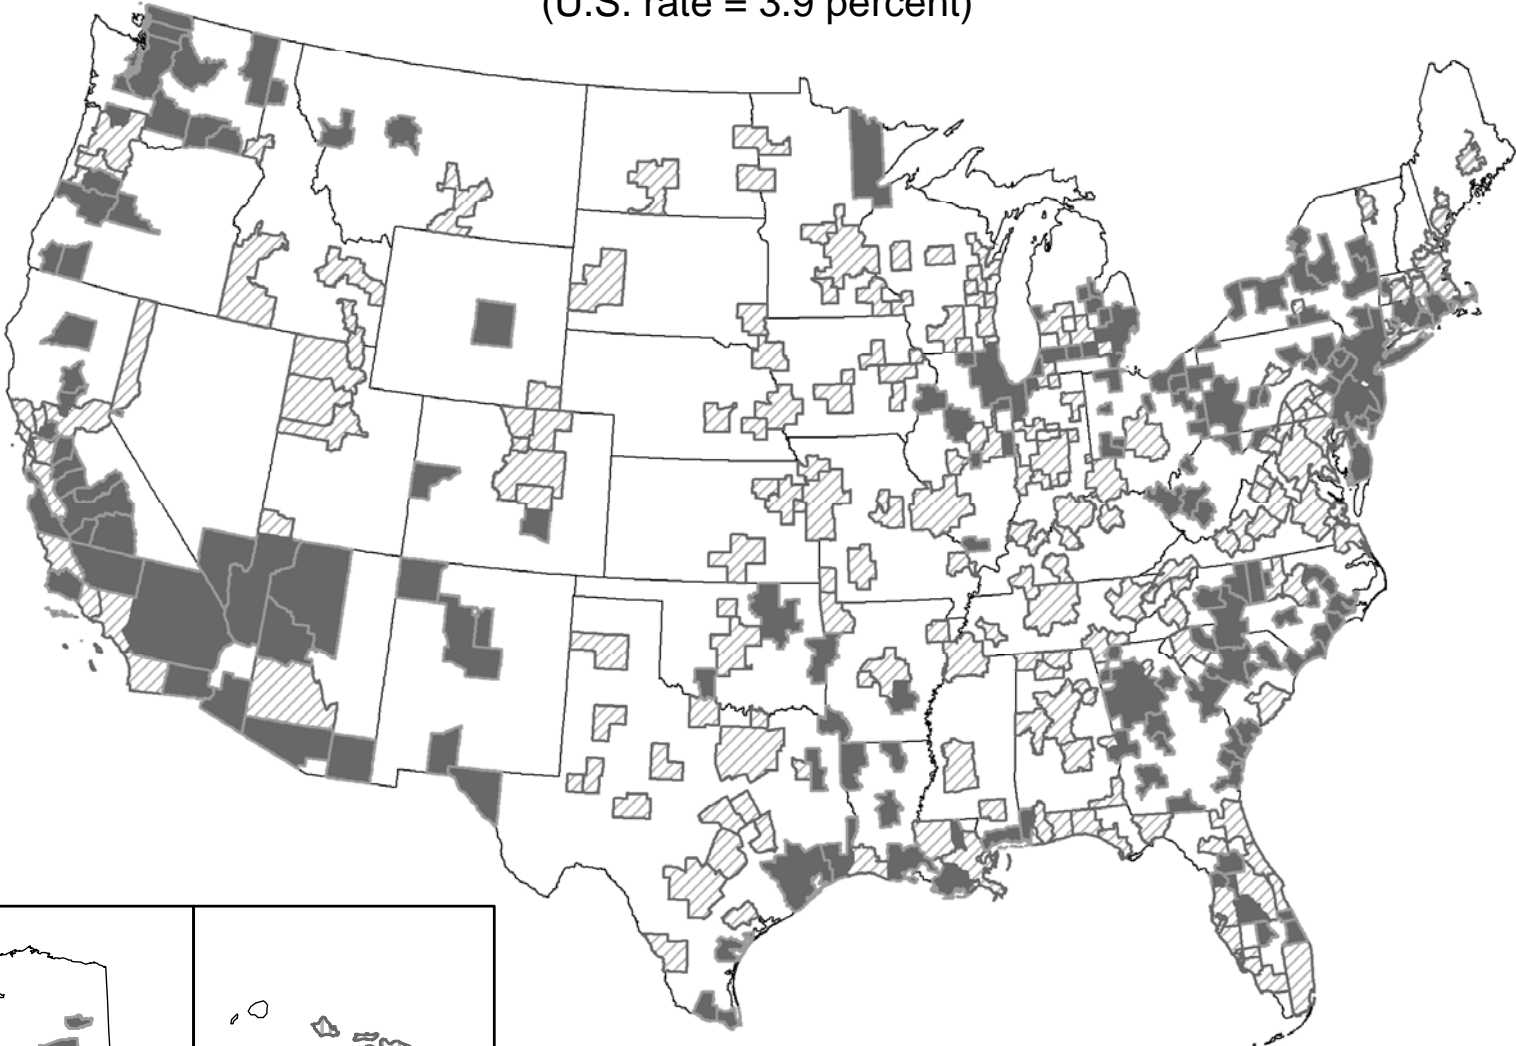 (U.S. rate = 3.9 percent)